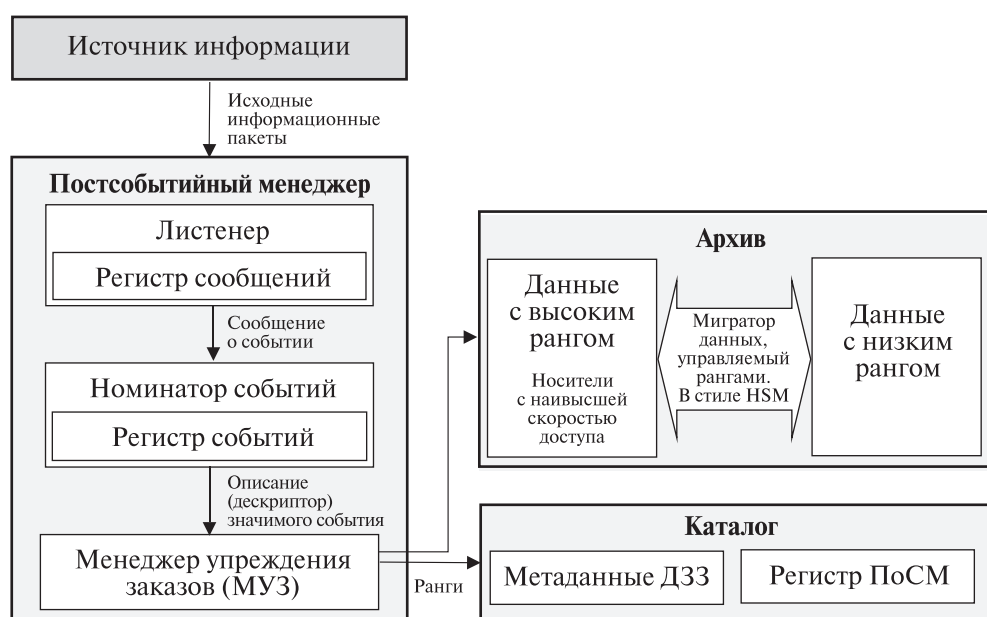 Источник информации
Исходные
информационные
пакеты
Постсобытийный менеджер
Листенер
Регистр сообщений
Сообщение
о событии
Номинатор событий
Регистр событий
Описание
(дескриптор)
значимого события
Менеджер упреждения
заказов (МУЗ)
Ранги
Архив
Данные
с высоким
рангом
Носители
с наивысшей
скоростью
доступа
Мигратор
данных,
управляемый
рангами.
В стиле HSM
Данные
с низким
рангом
Каталог
Метаданные ДЗЗ
Регистр ПоСМ